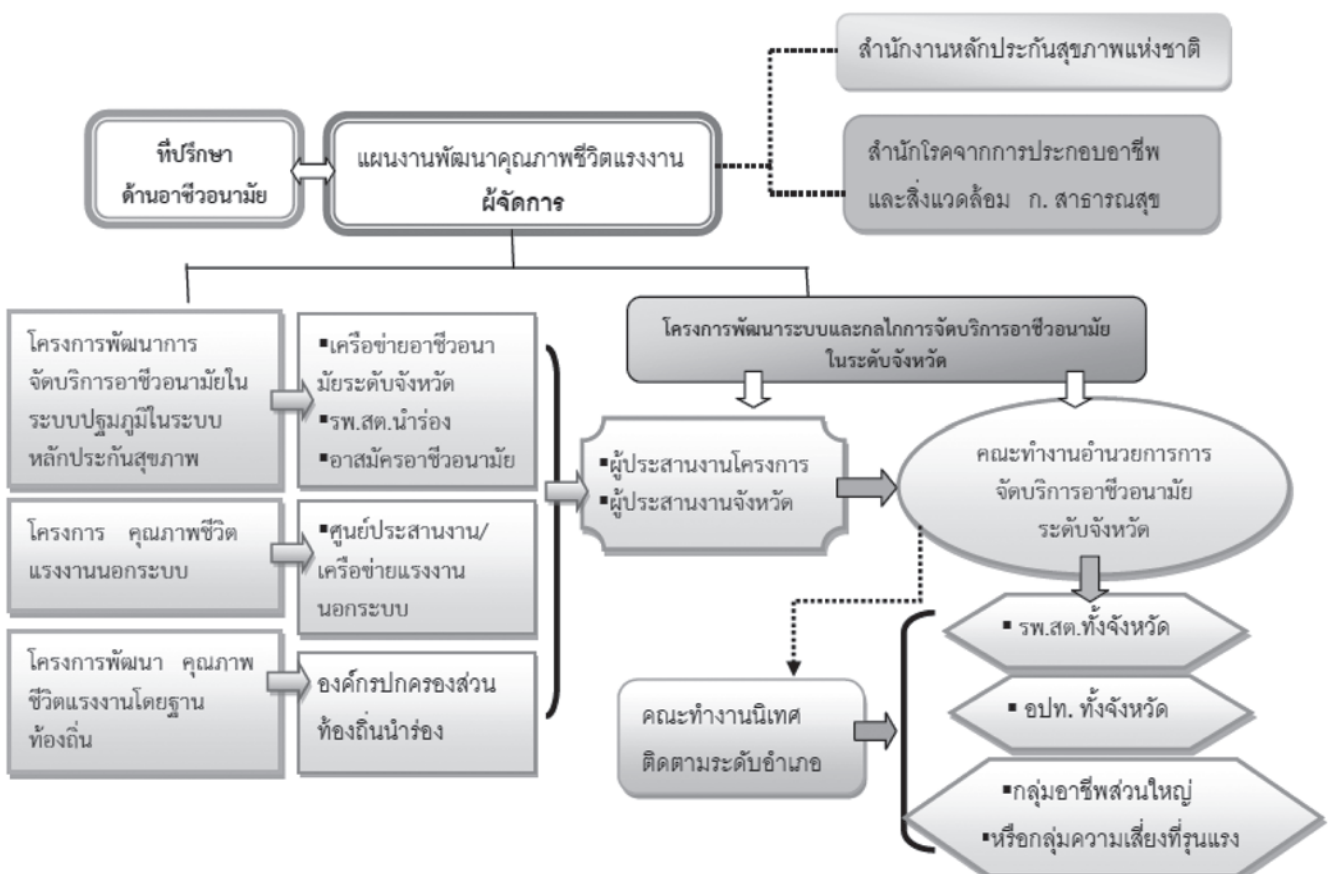 สำนักงานหลักประกันสุขภาพแห่งชาติ
ที่ปรึกษา
ด้านอาชีวอนามัย
แผนงานพัฒนาคุณภาพชีวิตแรงงาน
ผู้จัดการ
สำนักโรคจากการประกอบอาชีพ
และสิ่งแวดล้อม ก. สาธารณสุข
โครงการพัฒนาการ
จัดบริการอาชีวอนามัยใน
ระบบปฐมภูมิในระบบ
หลักประกันสุขภาพ
▪เครือข่ายอาชีวอนา
มัยระดับจังหวัด
▪รพ.สต.นำร่อง
▪อาสมัครอาชีวอนามัย
โครงการพัฒนาระบบและกลไกการจัดบริการอาชีวอนามัย
ในระดับจังหวัด
▪ผู้ประสานงานโครงการ
▪ผู้ประสานงานจังหวัด
คณะทำงานอำนวยการการ
จัดบริการอาชีวอนามัย
ระดับจังหวัด
โครงการ คุณภาพชีวิต
แรงงานนอกระบบ
▪ศูนย์ประสานงาน/
เครือข่ายแรงงาน
นอกระบบ
โครงการพัฒนา คุณภาพ
ชีวิตแรงงานโดยฐาน
ท้องถิ่น
องค์กรปกครองส่วน
ท้องถิ่นนำร่อง
คณะทำงานนิเทศ
ติดตามระดับอำเภอ
▪ รพ.สต.ทั้งจังหวัด
▪ อปท. ทั้งจังหวัด
▪กลุ่มอาชีพส่วนใหญ่
▪หรือกลุ่มความเสี่ยงที่รุนแรง